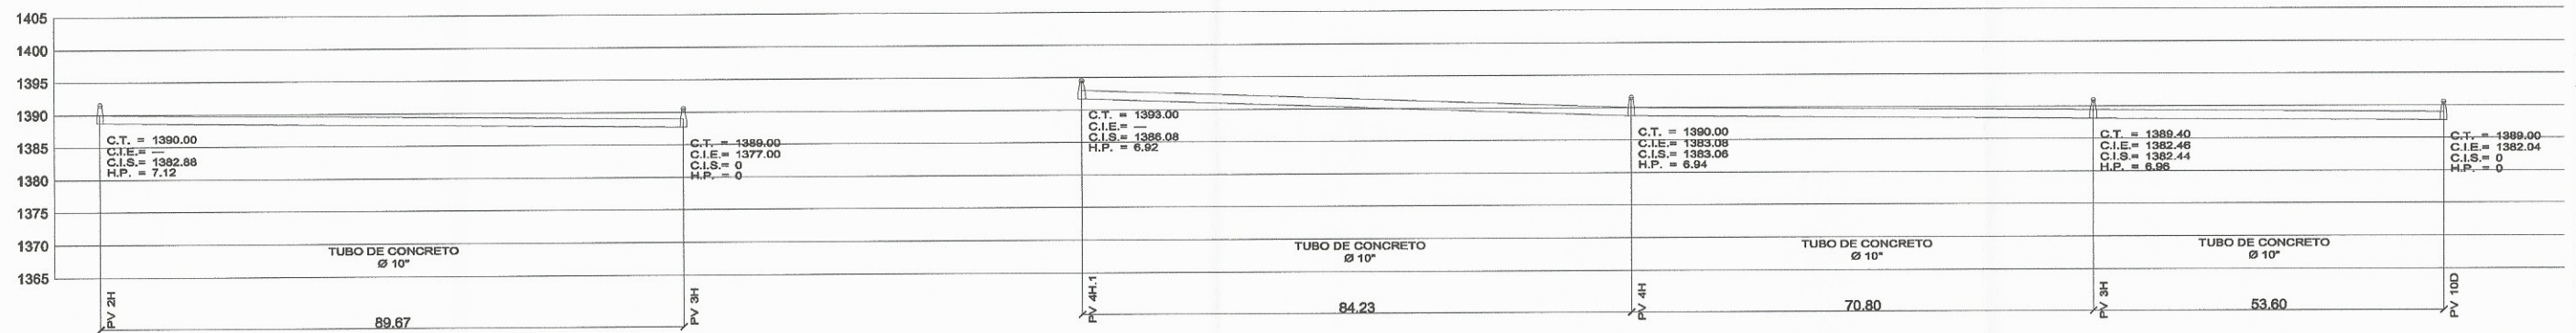 1405
1400
1395
1390
1385
1380
1375
1370
1365
C.T. = 1390.00
C.I.E.= —
C.I.S.= 1382.88
H.P. = 7.12
C.T. = 1389.00
C.I.E.= 1377.00
C.I.S.= 0
H.P. = 0
C.T. = 1393.00
C.I.E.= —
C.I.S.= 1386.08
H.P. = 6.92
C.T. = 1390.00
C.I.E.= 1383.08
C.I.S.= 1383.06
H.P. = 6.94
C.T. = 1389.40
C.I.E.= 1382.46
C.I.S.= 1382.44
H.P. = 6.96
C.T. = 1389.00
C.I.E.= 1382.04
C.I.S.= 0
H.P. = 0
TUBO DE CONCRETO
Ø 10"
TUBO DE CONCRETO
Ø 10"
TUBO DE CONCRETO
Ø 10"
TUBO DE CONCRETO
Ø 10"
PV 2H
PV 3H
PV 4H.1
PV 4H
PV 3H
PV 10D
89.67
84.23
70.80
53.60